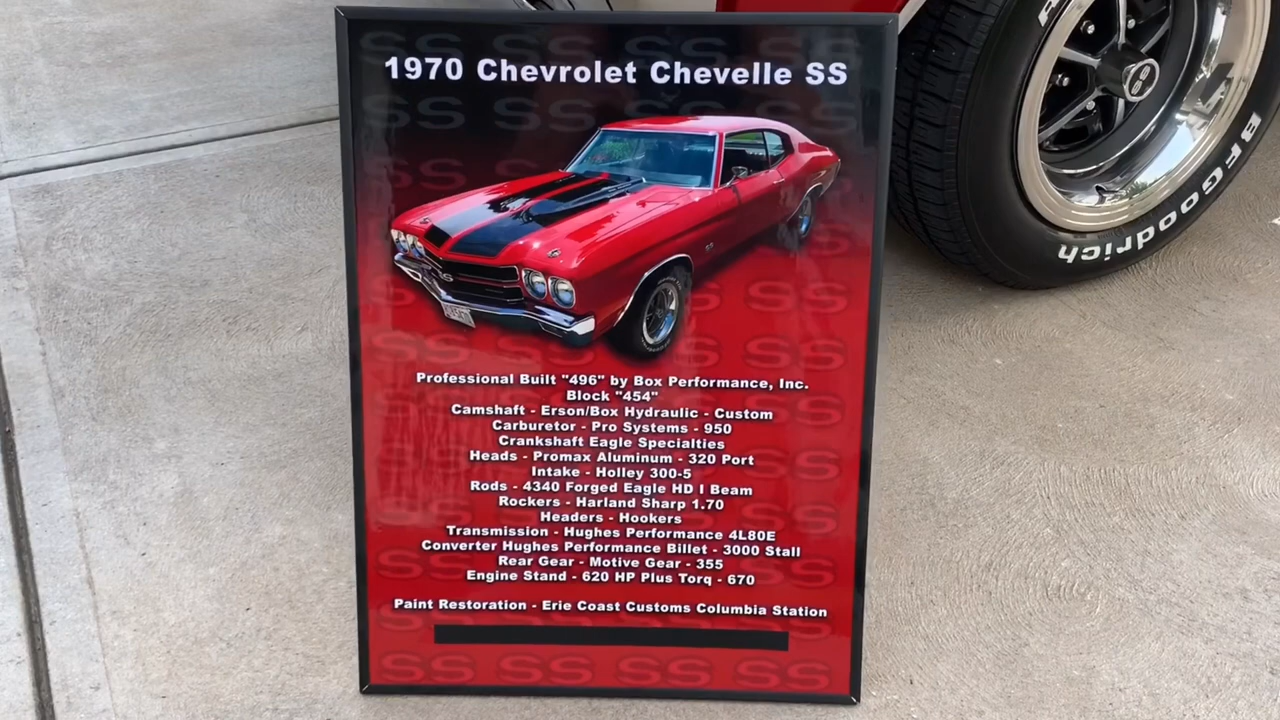 1970 Chevrolet Chevelle SS
Professional Built "496" by Box Performance, Inc.
Block "454"
Camshaft - Erson/Box Hydraulic - Custom
Carburetor - Pro Systems - 950
Crankshaft Eagle Specialties
Heads - Promax Aluminum - 320 Port
Intake - Holley 300-5
Rods - 4340 Forged Eagle HD I Beam
Rockers - Harland Sharp 1.70
Headers - Hookers
Transmission - Hughes Performance 4L80E
Converter Hughes Performance Billet - 3000 Stall
Rear Gear - Motive Gear - 355
Engine Stand - 620 HP Plus Torq - 670
Paint Restoration - Erie Coast Customs Columbia Station
SS SS SS SS
BFGoodrich